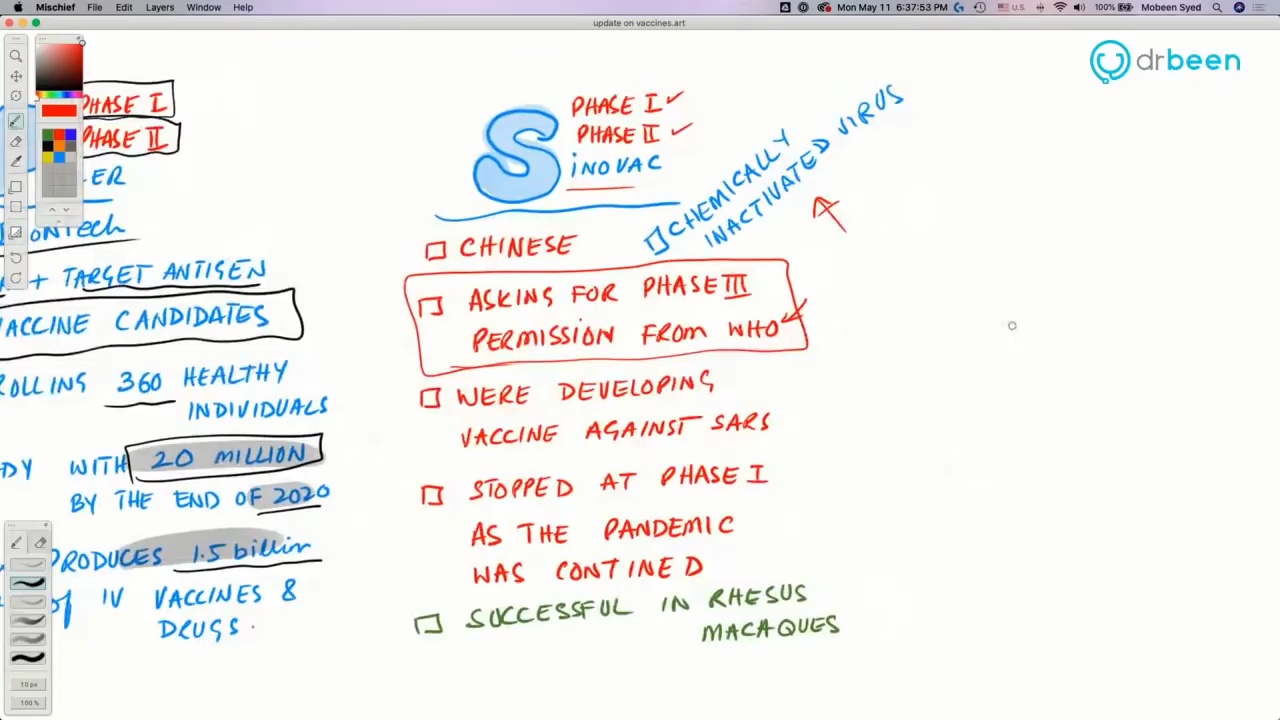 Mischief File Edit Layers Window Help
Mon May 11 6:37:53 PM U.S. 100% Mobeen Syed
update on vaccines.art
drbeen
PHASE I
PHASE II
ER
ONTECH
+ TARGET ANTIGEN
VACCINE CANDIDATES
ROLLING 360 HEALTHY
INDIVIDUALS
DY WITH 20 MILLION
BY THE END OF 2020
PRODUCES 1.5 billion
of IV VACCINES &
DRUGS.
PHASE I ✓
PHASE II ✓
SINOVAC
CHEMICALLY
INACTIVATED VIRUS
CHINESE
ASKING FOR PHASE III
PERMISSION FROM WHO
WERE DEVELOPING
VACCINE AGAINST SARS
STOPPED AT PHASE I
AS THE PANDEMIC
WAS CONTINED
SUCCESSFUL IN RHESUS
MACAQUES
10 px
100 %